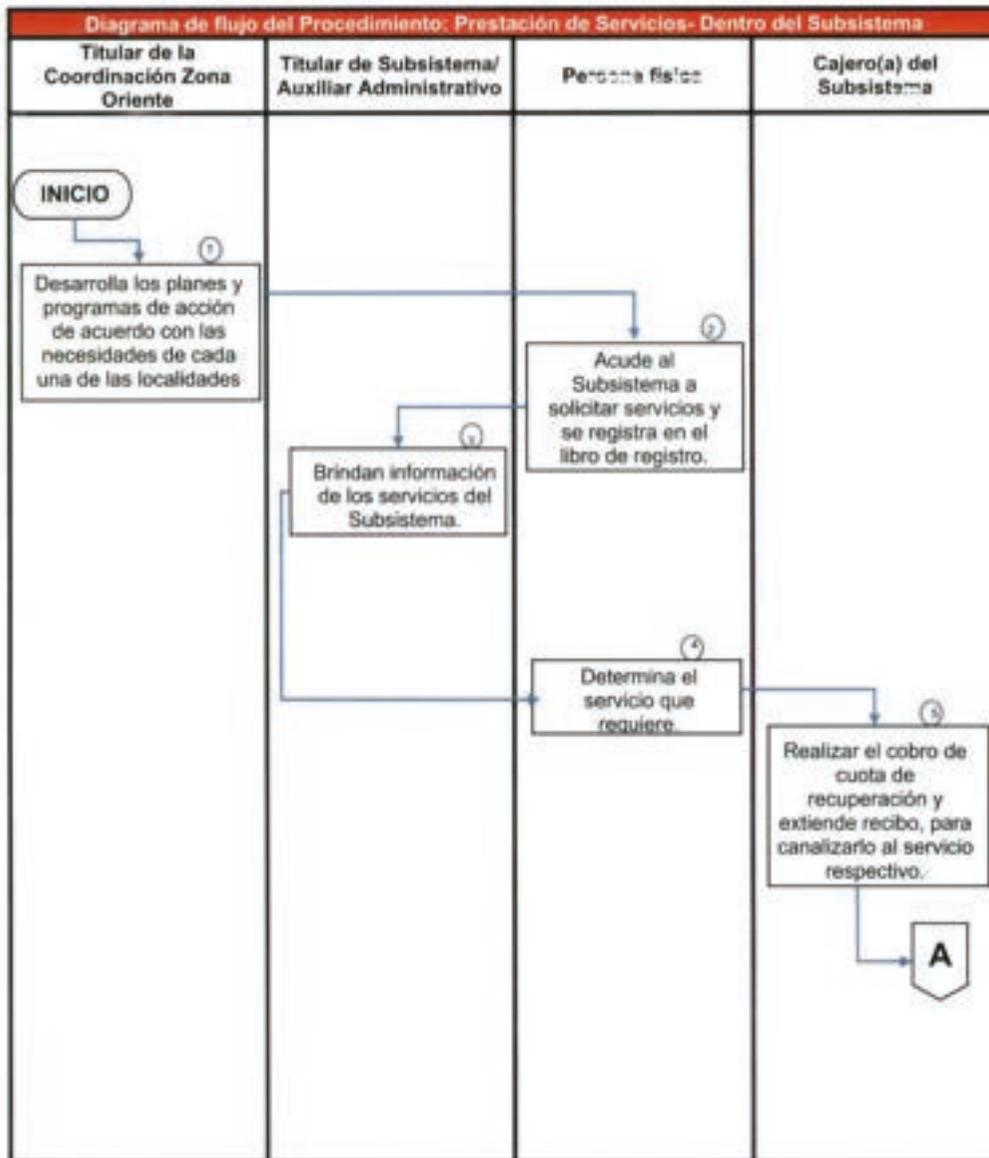 Diagrama de flujo del Procedimiento: Prestación de Servicios- Dentro del Subsistema
Titular de la
Coordinación Zona
Oriente
Titular de Subsistema/
Auxiliar Administrativo
Persona física
Cajero(a) del
Subsistema
INICIO
1
Desarrolla los planes y
programas de acción
de acuerdo con las
necesidades de cada
una de las localidades
2
Acude al
Subsistema a
solicitar servicios y
se registra en el
libro de registro.
3
Brindan información
de los servicios del
Subsistema.
4
Determina el
servicio que
requiere.
5
Realizar el cobro de
cuota de
recuperación y
extiende recibo, para
canalizarlo al servicio
respectivo.
A